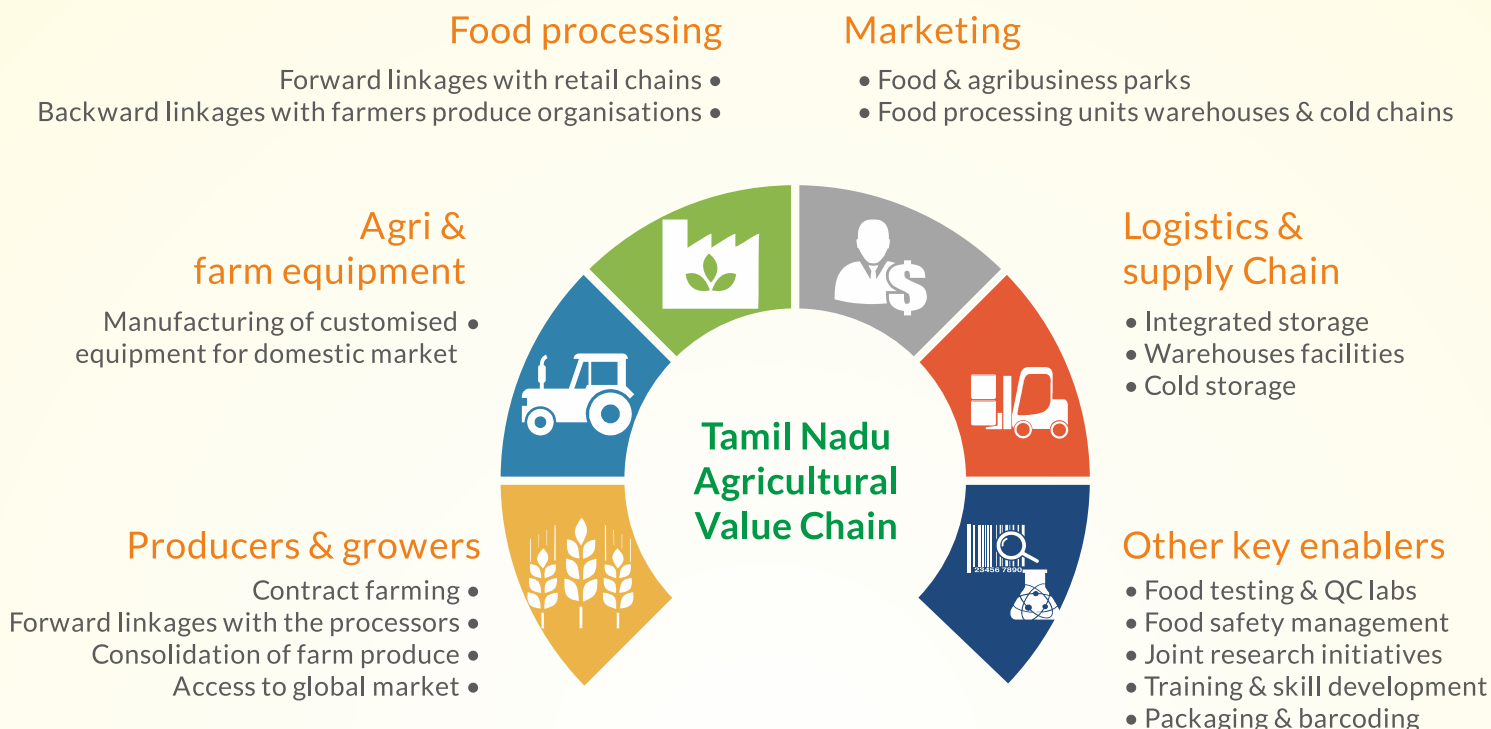 Food processing
Forward linkages with retail chains •
Backward linkages with farmers produce organisations •
Marketing
• Food & agribusiness parks
• Food processing units warehouses & cold chains
Agri &
farm equipment
Manufacturing of customised •
equipment for domestic market
Logistics &
supply Chain
• Integrated storage
• Warehouses facilities
• Cold storage
Tamil Nadu
Agricultural
Value Chain
Producers & growers
Contract farming •
Forward linkages with the processors •
Consolidation of farm produce •
Access to global market •
23456 7890
Other key enablers
• Food testing & QC labs
• Food safety management
• Joint research initiatives
• Training & skill development
• Packaging & barcoding